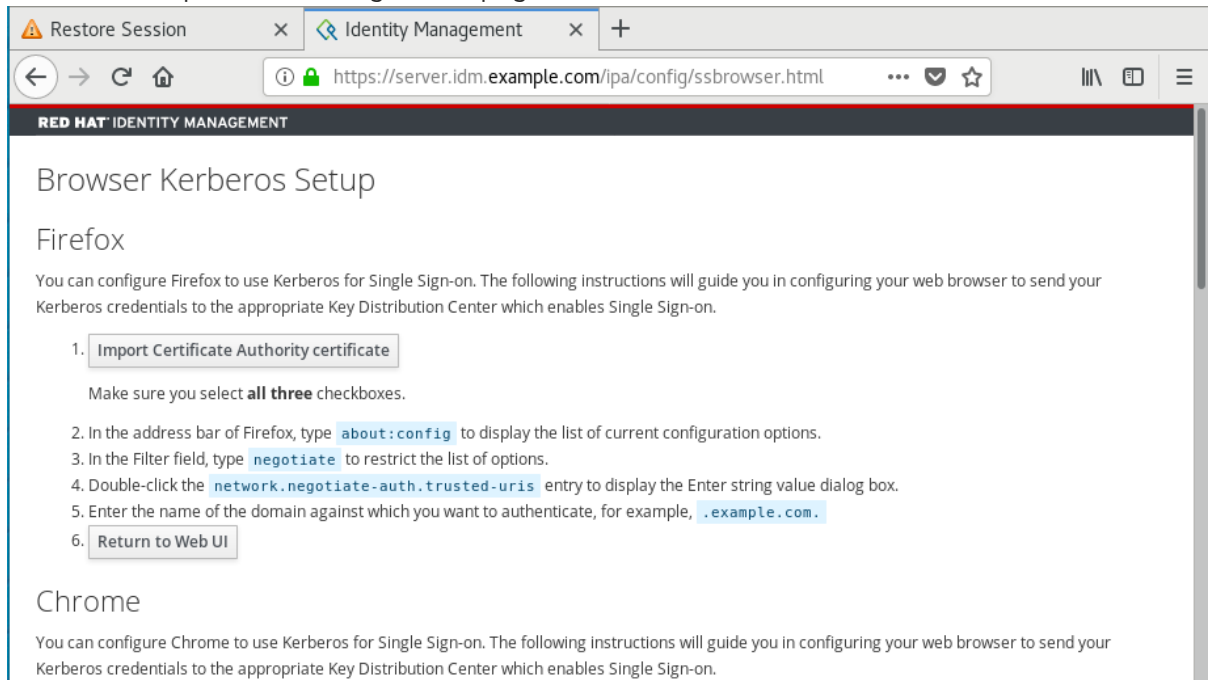 Restore Session
Identity Management
https://server.idm.example.com/ipa/config/ssbrowser.html
RED HAT® IDENTITY MANAGEMENT
Browser Kerberos Setup
Firefox
You can configure Firefox to use Kerberos for Single Sign-on. The following instructions will guide you in configuring your web browser to send your
Kerberos credentials to the appropriate Key Distribution Center which enables Single Sign-on.
1. Import Certificate Authority certificate
Make sure you select all three checkboxes.
2. In the address bar of Firefox, type about:config to display the list of current configuration options.
3. In the Filter field, type negotiate to restrict the list of options.
4. Double-click the network.negotiate-auth.trusted-uris entry to display the Enter string value dialog box.
5. Enter the name of the domain against which you want to authenticate, for example, .example.com.
6. Return to Web UI
Chrome
You can configure Chrome to use Kerberos for Single Sign-on. The following instructions will guide you in configuring your web browser to send your
Kerberos credentials to the appropriate Key Distribution Center which enables Single Sign-on.